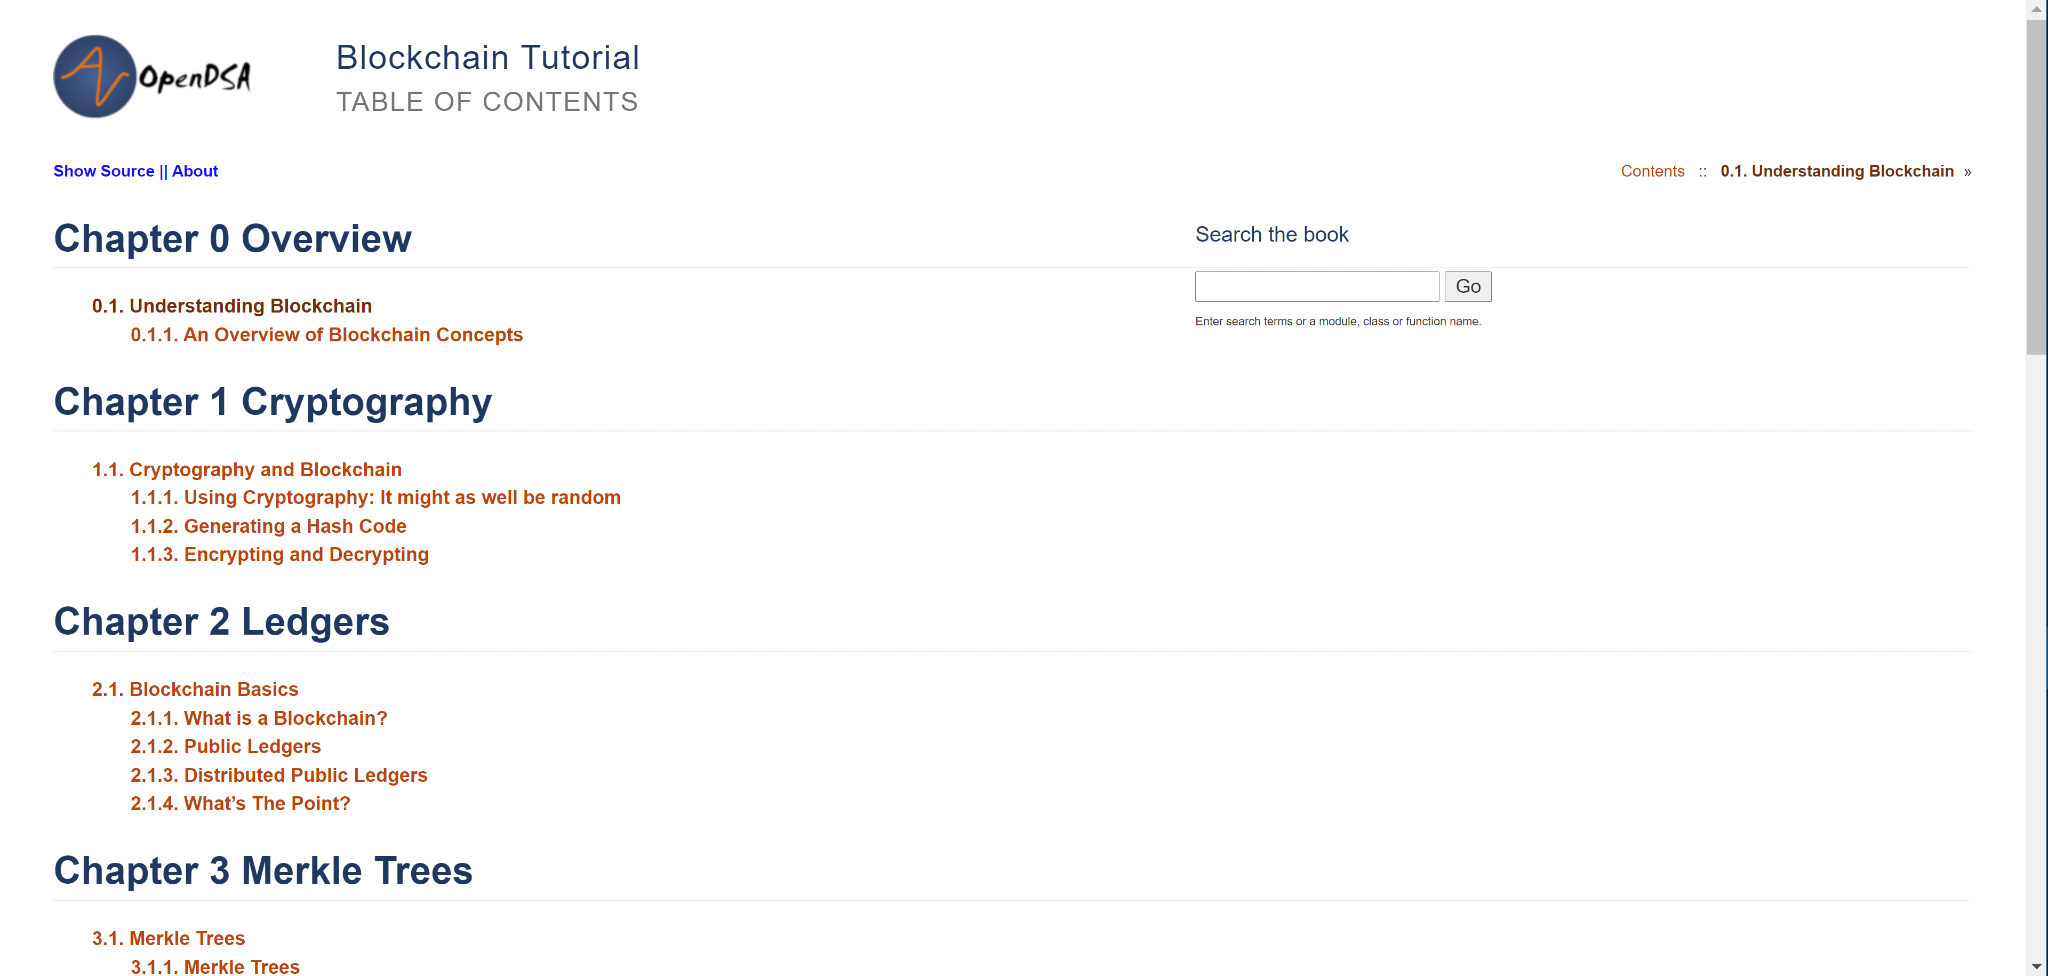 OpenDSA
Blockchain Tutorial
TABLE OF CONTENTS
Show Source || About
Contents :: 0.1. Understanding Blockchain »
Chapter 0 Overview
Search the book
Go
Enter search terms or a module, class or function name.
0.1. Understanding Blockchain
0.1.1. An Overview of Blockchain Concepts
Chapter 1 Cryptography
1.1. Cryptography and Blockchain
1.1.1. Using Cryptography: It might as well be random
1.1.2. Generating a Hash Code
1.1.3. Encrypting and Decrypting
Chapter 2 Ledgers
2.1. Blockchain Basics
2.1.1. What is a Blockchain?
2.1.2. Public Ledgers
2.1.3. Distributed Public Ledgers
2.1.4. What’s The Point?
Chapter 3 Merkle Trees
3.1. Merkle Trees
3.1.1. Merkle Trees